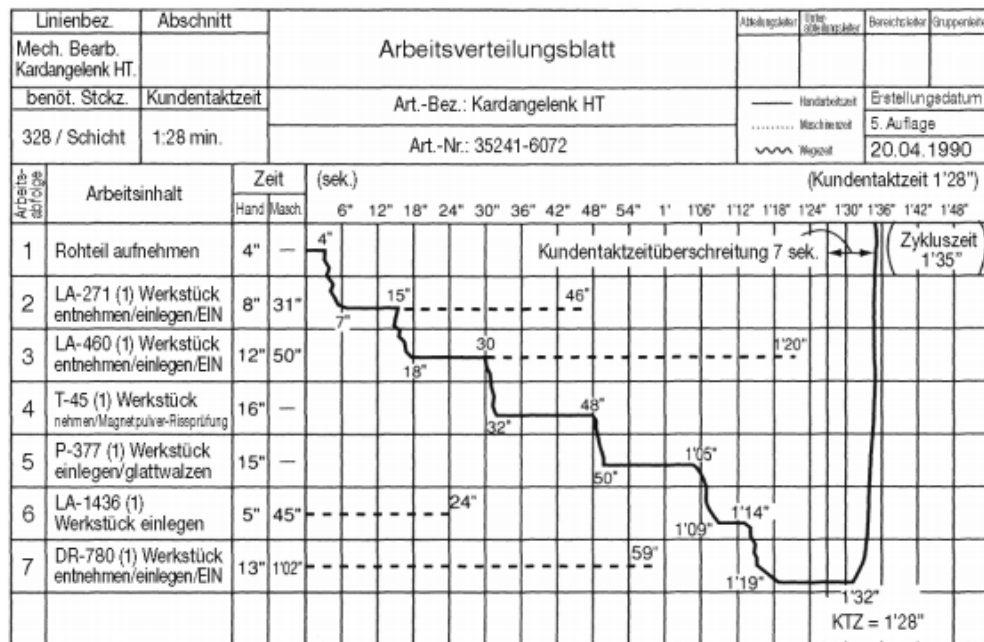 Linienbez. Abschnitt
Mech. Bearb.
Kardangelenk HT.
benöt. Stckz. Kundentaktzeit
328 / Schicht 1:28 min.
Arbeitsverteilungsblatt
Art.-Bez.: Kardangelenk HT
Art.-Nr.: 35241-6072
Abteilungsleiter Unter-abteilungsleiter Bereichsleiter Gruppenleite
Handarbeitszeit
Maschinenzeit
Wegezeit
Erstellungsdatum
5. Auflage
20.04.1990
Arbeits-
abfolge
Arbeitsinhalt
Zeit
Hand Masch.
(sek.) (Kundentaktzeit 1'28")
6" 12" 18" 24" 30" 36" 42" 48" 54" 1' 1'06" 1'12" 1'18" 1'24" 1'30" 1'36" 1'42" 1'48"
1 Rohteil aufnehmen 4" — 4" Kundentaktzeitüberschreitung 7 sek. Zykluszeit
1'35"
2 LA-271 (1) Werkstück
entnehmen/einlegen/EIN 8" 31" 7" 15" 46"
3 LA-460 (1) Werkstück
entnehmen/einlegen/EIN 12" 50" 18" 30 1'20"
4 T-45 (1) Werkstück
nehmen/Magnetpulver-Rissprüfung 16" — 32" 48"
5 P-377 (1) Werkstück
einlegen/glattwalzen 15" — 50" 1'05"
6 LA-1436 (1)
Werkstück einlegen 5" 45" 24" 1'09" 1'14"
7 DR-780 (1) Werkstück
entnehmen/einlegen/EIN 13" 1'02" 59" 1'19" 1'32"
KTZ = 1'28"